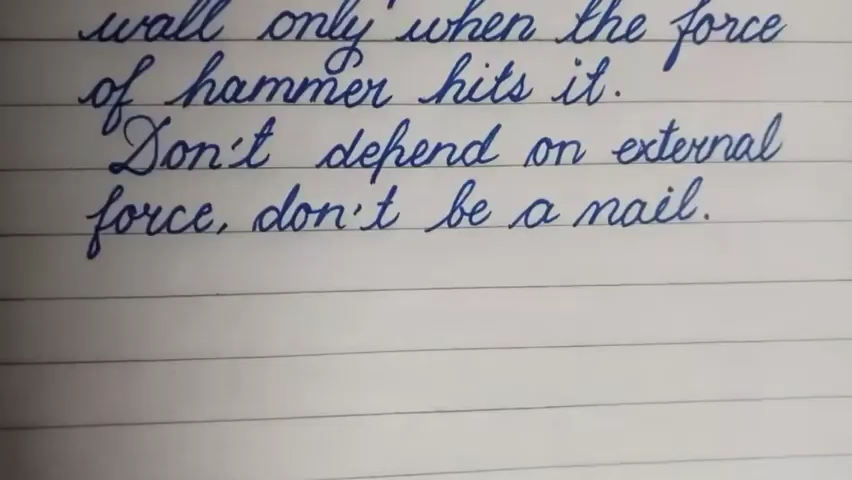 wall only when the force
of hammer hits it.
Don't depend on external
force, don't be a nail.